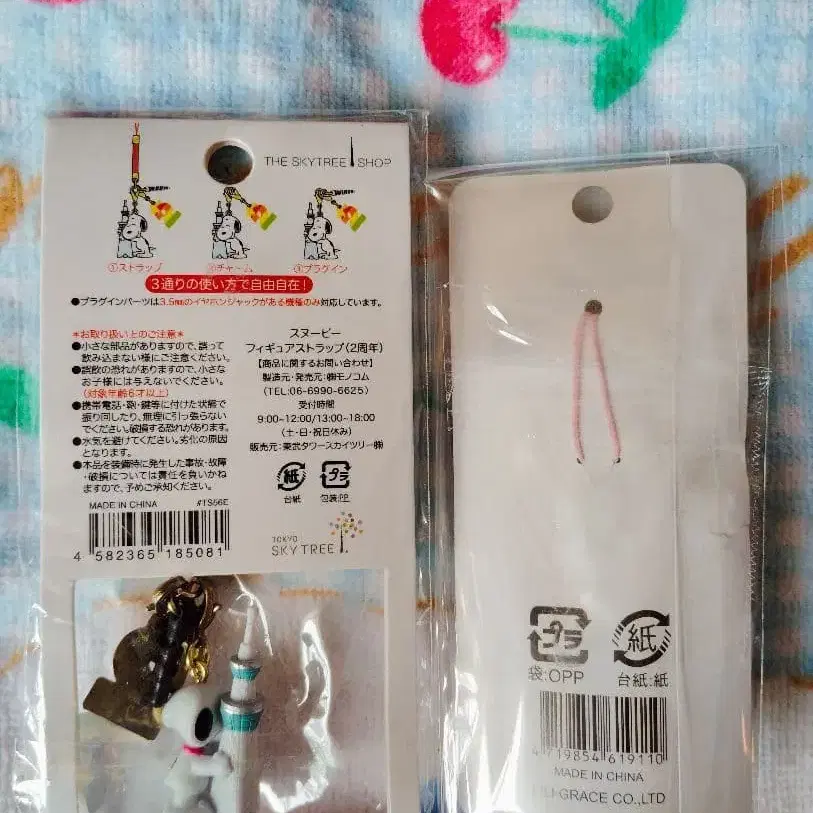 THE SKYTREE SHOP
①ストラップ
②チャーム
③プラグイン
3通りの使い方で自由自在!
●プラグインパーツは3.5㎜のイヤホンジャックがある機種のみ対応しています。
*お取り扱い上のご注意*
●小さな部品がありますので、誤って
飲み込まない様にご注意ください。
●誤飲の恐れがありますので、小さな
お子様には与えないでください。
(対象年齢6才以上)
●携帯電話・鞄・鍵等に付けた状態で
振り回したり、無理に引っ張らない
でください。破損する恐れがあります。
●水気を避けてください。劣化の原因
となります。
●本品を装備時に発生した事故・故障
・破損については責任を負いかね
ますので、予めご承知ください。
MADE IN CHINA #TS56E
4 582365 185081
スヌーピー
フィギュアストラップ(2周年)
【商品に関するお問い合わせ】
製造元・発売元:㈱モノコム
(TEL:06-6990-6625)
受付時間
9:00~12:00/13:00~18:00
(土・日・祝日休み)
販売元:東武タワースカイツリー㈱
紙
台紙
プラ
包装:PP
TOKYO
SKYTREE
プラ
袋:OPP
紙
台紙:紙
4 719854 619110
MADE IN CHINA
GRACE CO.,LTD